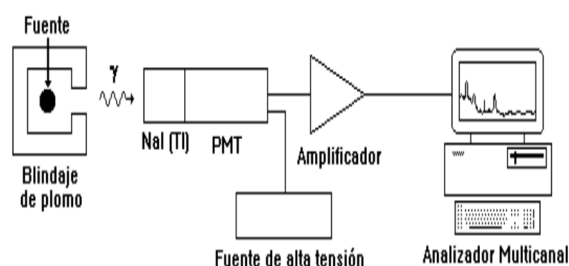 Fuente
γ
NaI (Tl)
PMT
Amplificador
Blindaje
de plomo
Fuente de alta tensión
Analizador Multicanal